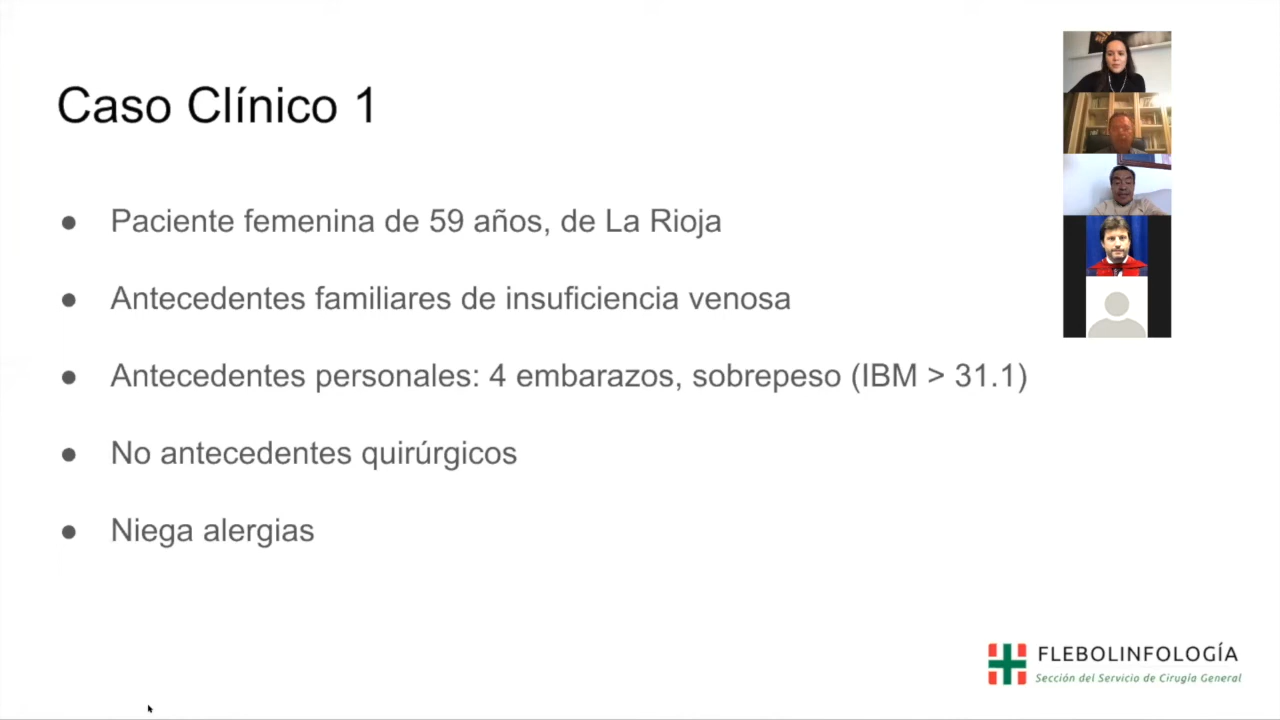 Caso Clínico 1
● Paciente femenina de 59 años, de La Rioja
● Antecedentes familiares de insuficiencia venosa
● Antecedentes personales: 4 embarazos, sobrepeso (IBM > 31.1)
● No antecedentes quirúrgicos
● Niega alergias
FLEBOLINFOLOGÍA
Sección del Servicio de Cirugía General